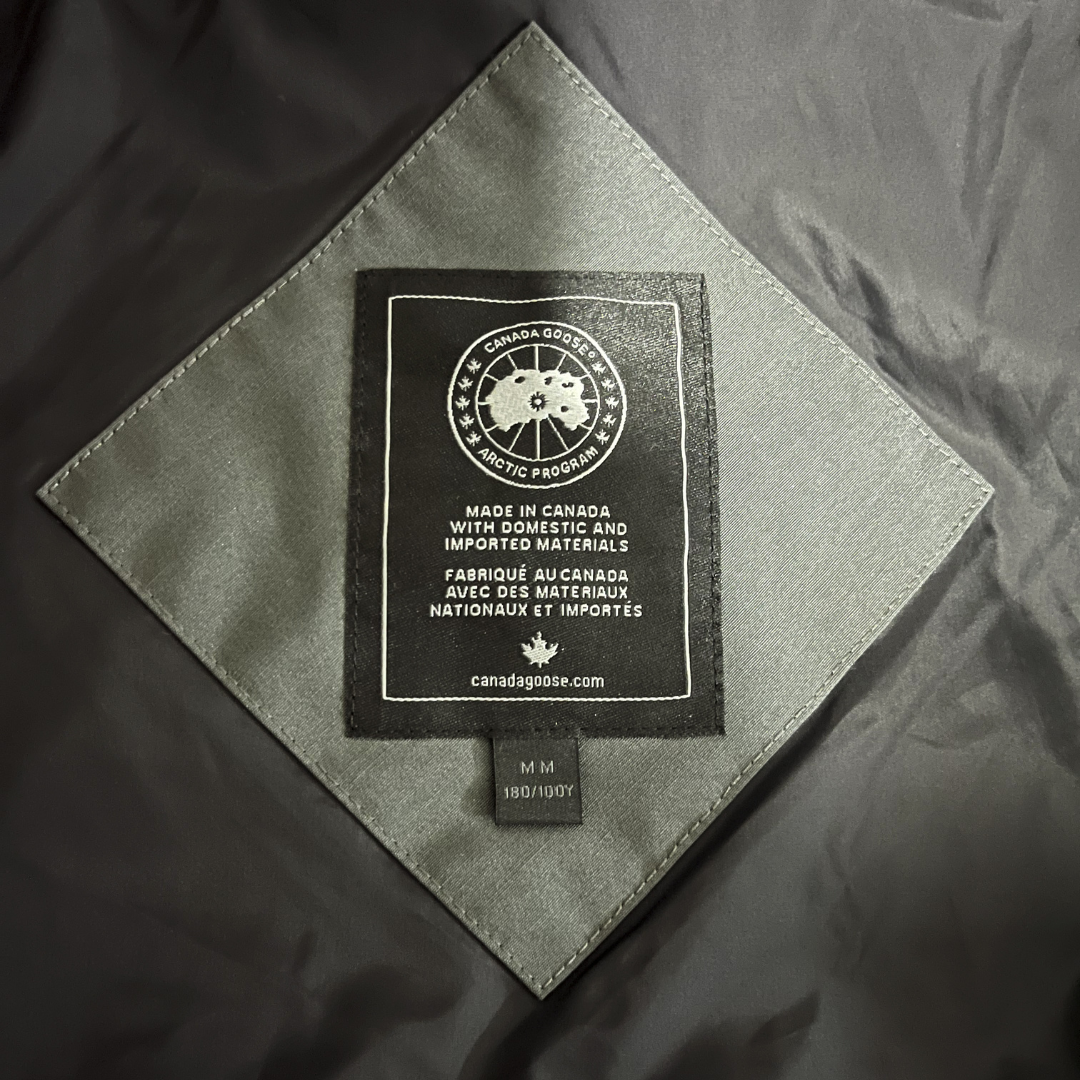 CANADA GOOSE®
ARCTIC PROGRAM
MADE IN CANADA
WITH DOMESTIC AND
IMPORTED MATERIALS
FABRIQUÉ AU CANADA
AVEC DES MATERIAUX
NATIONAUX ET IMPORTÉS
canadagoose.com
M M
180/100Y